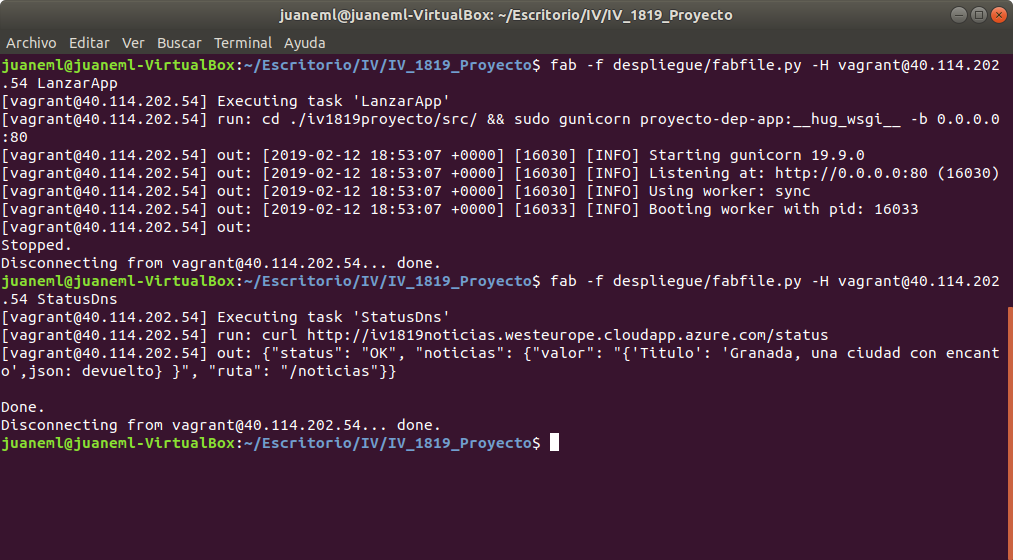 juaneml@juaneml-VirtualBox: ~/Escritorio/IV/IV_1819_Proyecto
Archivo Editar Ver Buscar Terminal Ayuda
juaneml@juaneml-VirtualBox:~/Escritorio/IV/IV_1819_Proyecto$ fab -f despliegue/fabfile.py -H vagrant@40.114.202
.54 LanzarApp
[vagrant@40.114.202.54] Executing task 'LanzarApp'
[vagrant@40.114.202.54] run: cd ./iv1819proyecto/src/ && sudo gunicorn proyecto-dep-app:__hug_wsgi__ -b 0.0.0.0
:80
[vagrant@40.114.202.54] out: [2019-02-12 18:53:07 +0000] [16030] [INFO] Starting gunicorn 19.9.0
[vagrant@40.114.202.54] out: [2019-02-12 18:53:07 +0000] [16030] [INFO] Listening at: http://0.0.0.0:80 (16030)
[vagrant@40.114.202.54] out: [2019-02-12 18:53:07 +0000] [16030] [INFO] Using worker: sync
[vagrant@40.114.202.54] out: [2019-02-12 18:53:07 +0000] [16033] [INFO] Booting worker with pid: 16033
[vagrant@40.114.202.54] out:
Stopped.
Disconnecting from vagrant@40.114.202.54... done.
juaneml@juaneml-VirtualBox:~/Escritorio/IV/IV_1819_Proyecto$ fab -f despliegue/fabfile.py -H vagrant@40.114.202
.54 StatusDns
[vagrant@40.114.202.54] Executing task 'StatusDns'
[vagrant@40.114.202.54] run: curl http://iv1819noticias.westeurope.cloudapp.azure.com/status
[vagrant@40.114.202.54] out: {"status": "OK", "noticias": {"valor": "{'Titulo': 'Granada, una ciudad con encant
o',json: devuelto} }", "ruta": "/noticias"}}
Done.
Disconnecting from vagrant@40.114.202.54... done.
juaneml@juaneml-VirtualBox:~/Escritorio/IV/IV_1819_Proyecto$